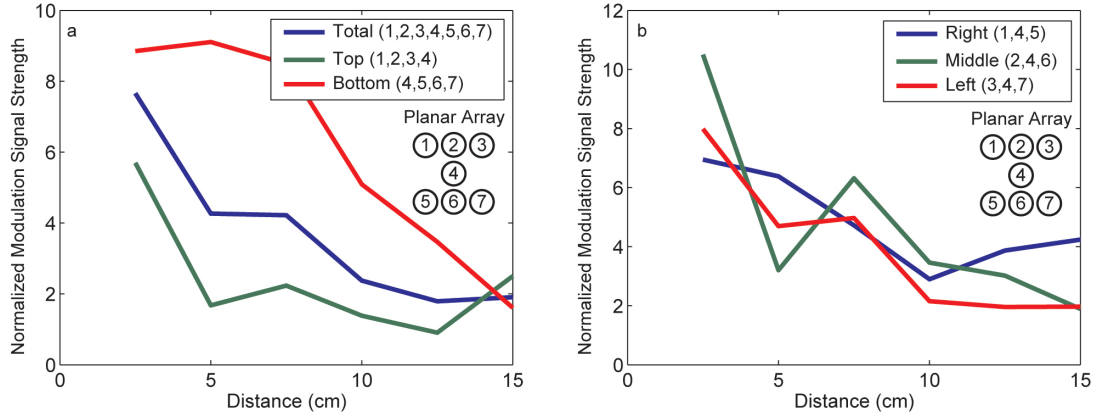 a
Normalized Modulation Signal Strength
10
8
6
4
2
0
0 5 10 15
Distance (cm)
Total (1,2,3,4,5,6,7)
Top (1,2,3,4)
Bottom (4,5,6,7)
Planar Array
1 2 3
4
5 6 7
b
Normalized Modulation Signal Strength
12
10
8
6
4
2
0
0 5 10 15
Distance (cm)
Right (1,4,5)
Middle (2,4,6)
Left (3,4,7)
Planar Array
1 2 3
4
5 6 7